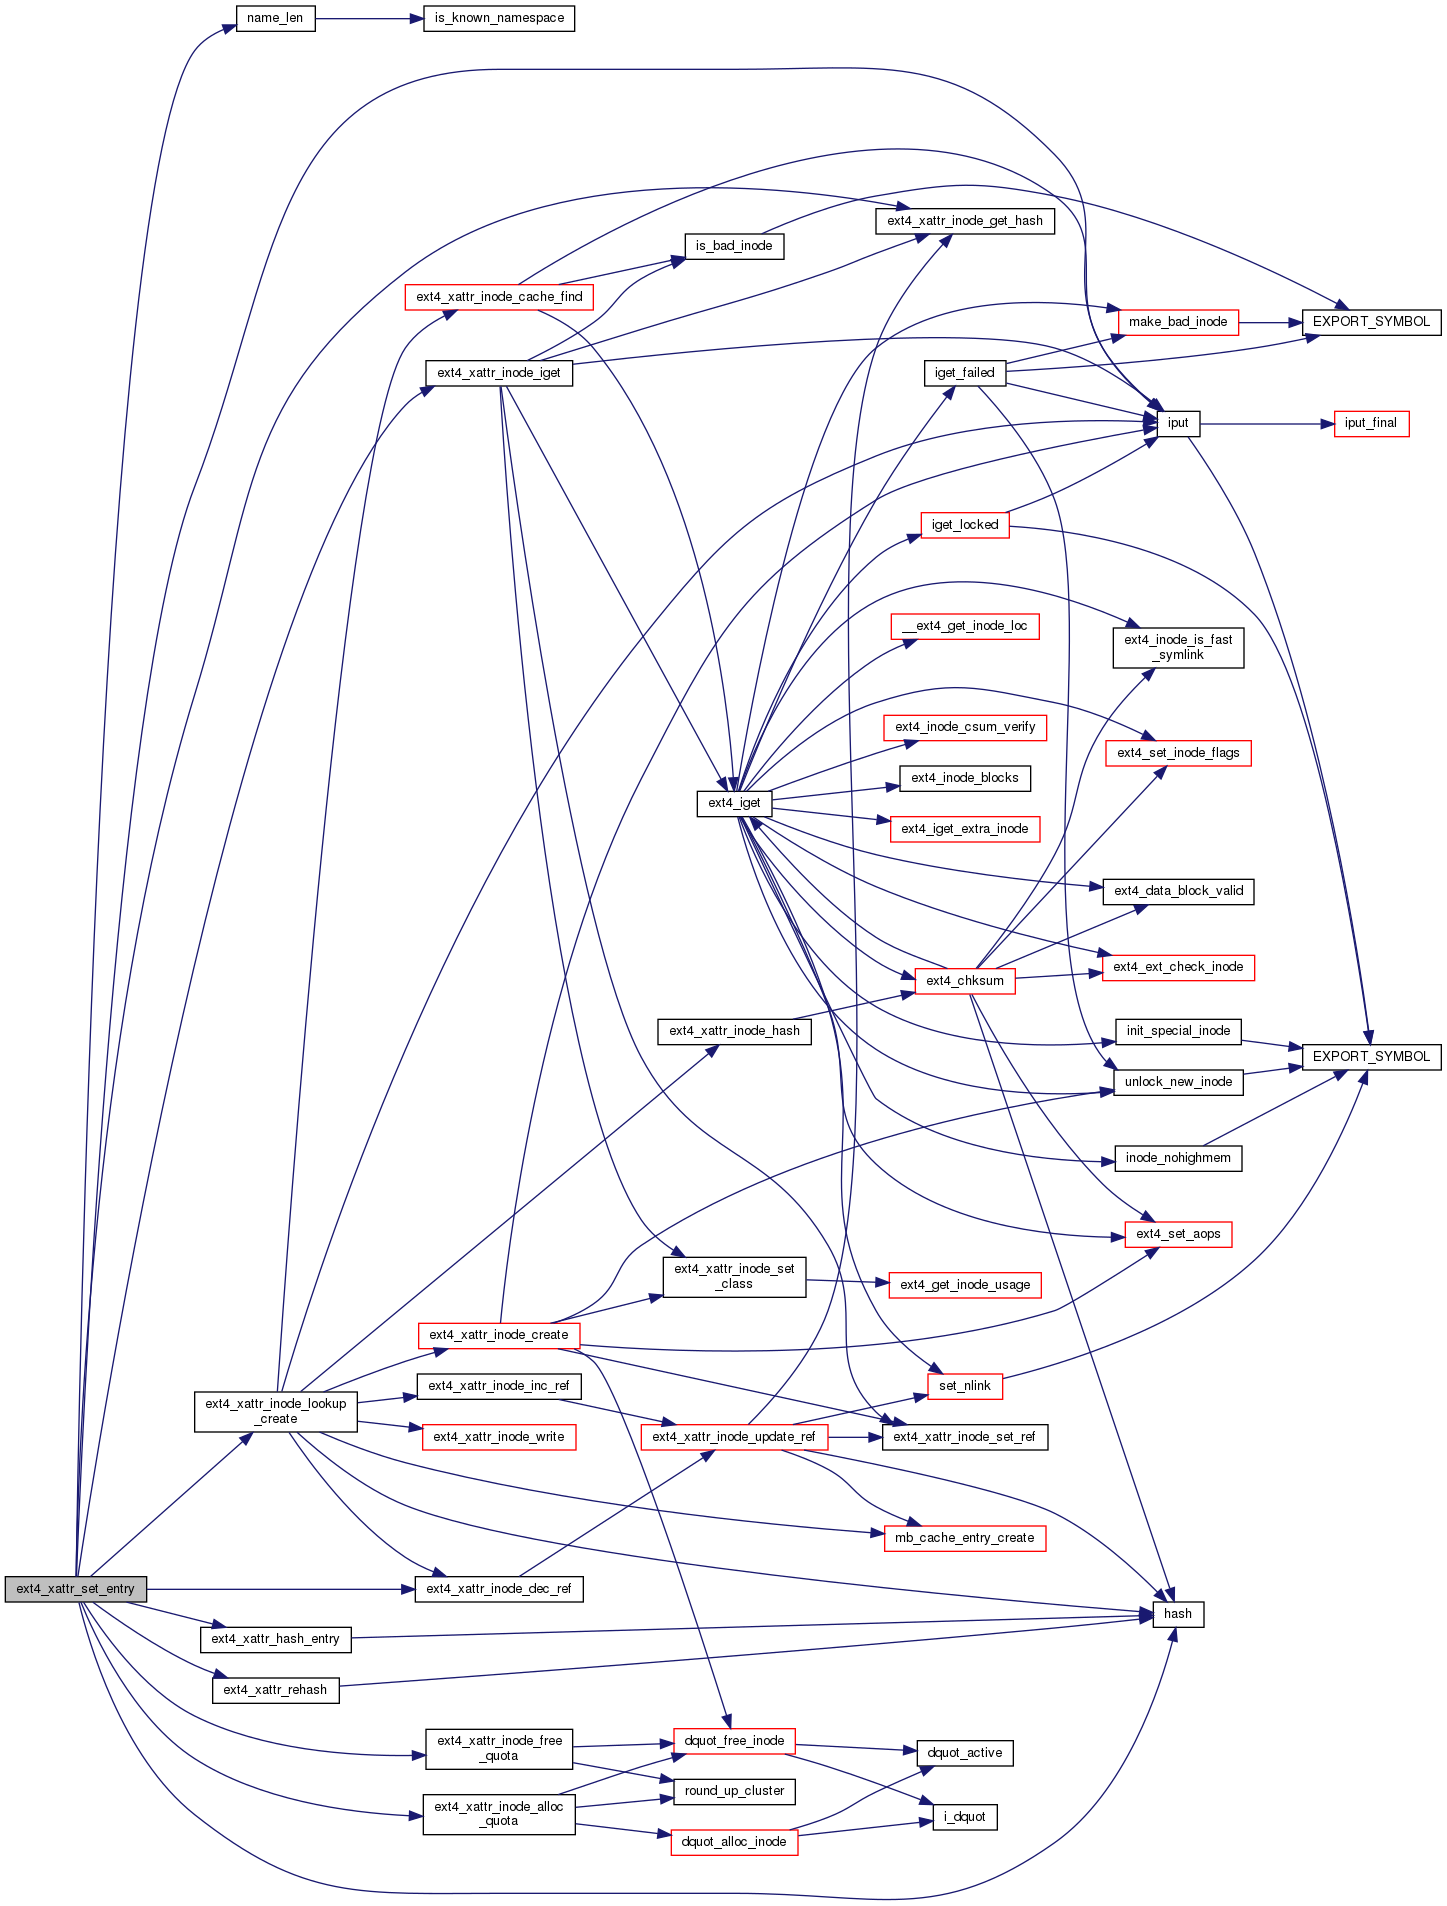 name_len
is_known_namespace
ext4_xattr_inode_get_hash
is_bad_inode
ext4_xattr_inode_cache_find
make_bad_inode
EXPORT_SYMBOL
ext4_xattr_inode_iget
iget_failed
iput
iput_final
iget_locked
__ext4_get_inode_loc
ext4_inode_is_fast
_symlink
ext4_inode_csum_verify
ext4_set_inode_flags
ext4_inode_blocks
ext4_iget
ext4_iget_extra_inode
ext4_data_block_valid
ext4_ext_check_inode
ext4_chksum
ext4_xattr_inode_hash
init_special_inode
EXPORT_SYMBOL
unlock_new_inode
inode_nohighmem
ext4_set_aops
ext4_xattr_inode_set
_class
ext4_get_inode_usage
ext4_xattr_inode_create
ext4_xattr_inode_inc_ref
set_nlink
ext4_xattr_inode_lookup
_create
ext4_xattr_inode_write
ext4_xattr_inode_update_ref
ext4_xattr_inode_set_ref
mb_cache_entry_create
ext4_xattr_set_entry
ext4_xattr_inode_dec_ref
hash
ext4_xattr_hash_entry
ext4_xattr_rehash
ext4_xattr_inode_free
_quota
dquot_free_inode
dquot_active
round_up_cluster
ext4_xattr_inode_alloc
_quota
i_dquot
dquot_alloc_inode